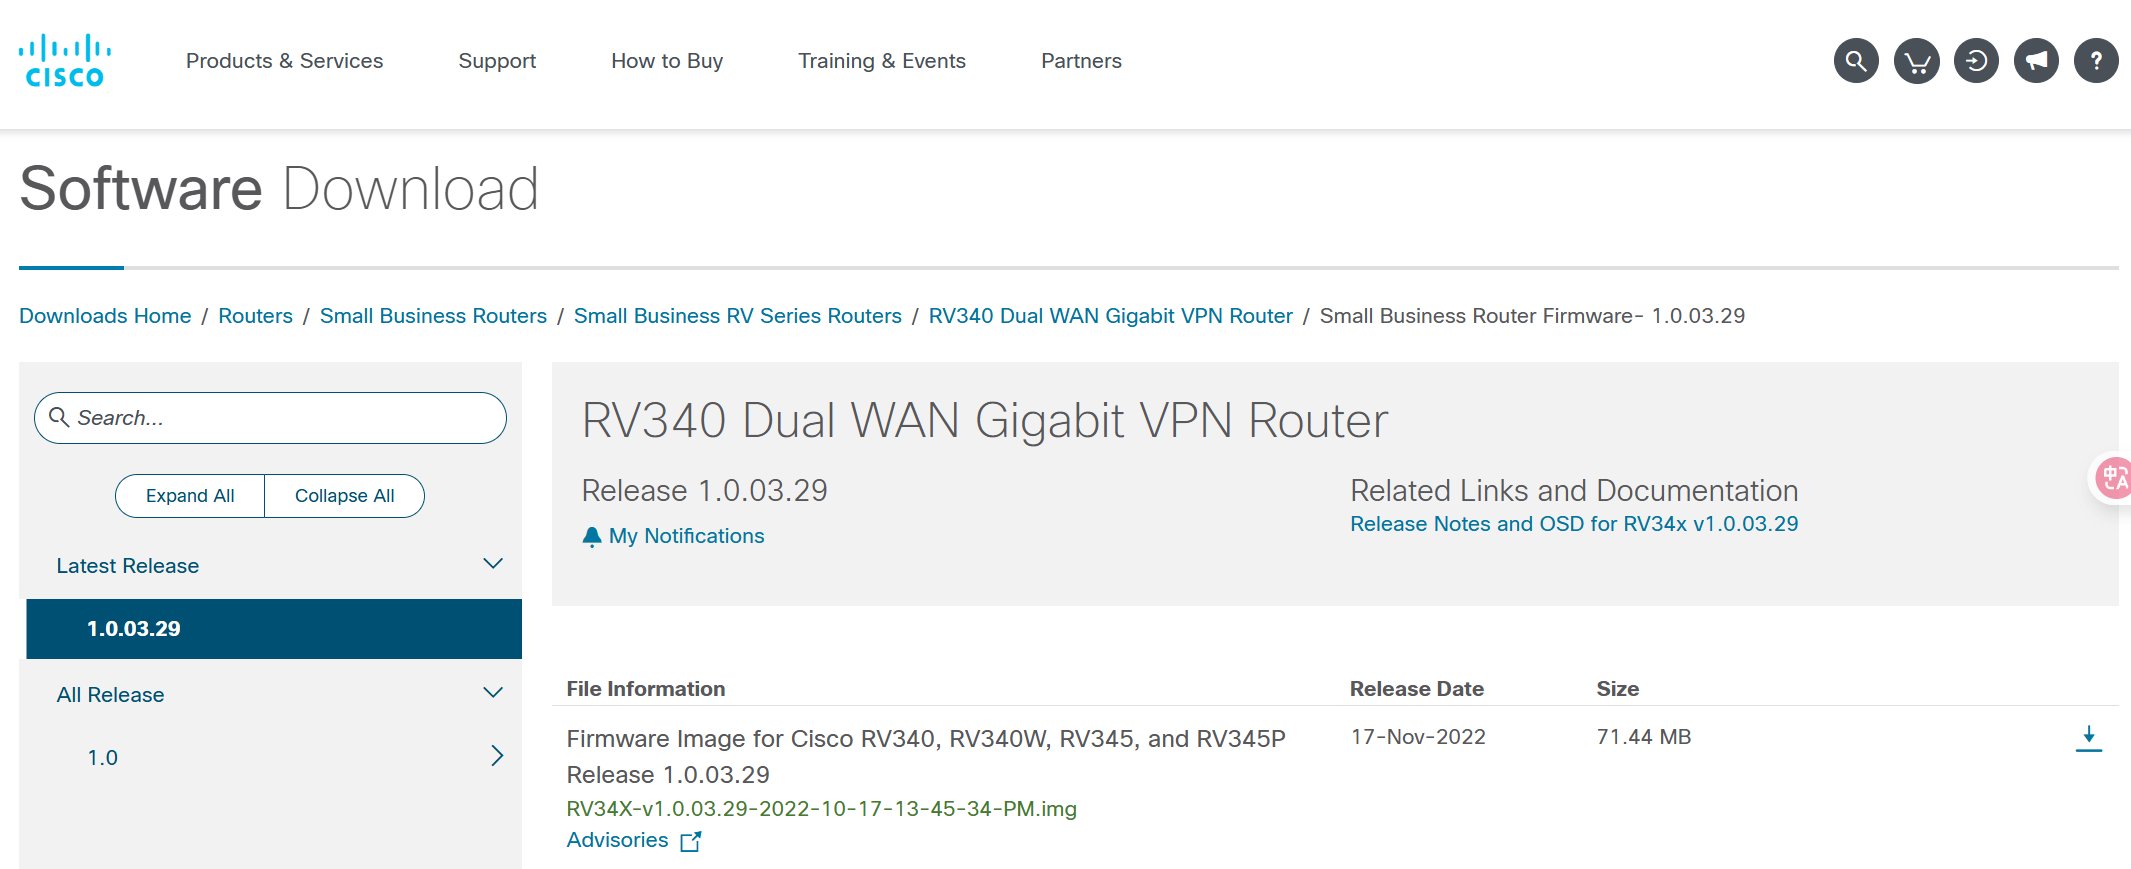 CISCO
Products & Services
Support
How to Buy
Training & Events
Partners
?
Software Download
Downloads Home / Routers / Small Business Routers / Small Business RV Series Routers / RV340 Dual WAN Gigabit VPN Router / Small Business Router Firmware- 1.0.03.29
Search...
Expand All
Collapse All
Latest Release
1.0.03.29
All Release
1.0
RV340 Dual WAN Gigabit VPN Router
Release 1.0.03.29
My Notifications
Related Links and Documentation
Release Notes and OSD for RV34x v1.0.03.29
中
A
File Information
Release Date
Size
Firmware Image for Cisco RV340, RV340W, RV345, and RV345P
Release 1.0.03.29
RV34X-v1.0.03.29-2022-10-17-13-45-34-PM.img
Advisories
17-Nov-2022
71.44 MB